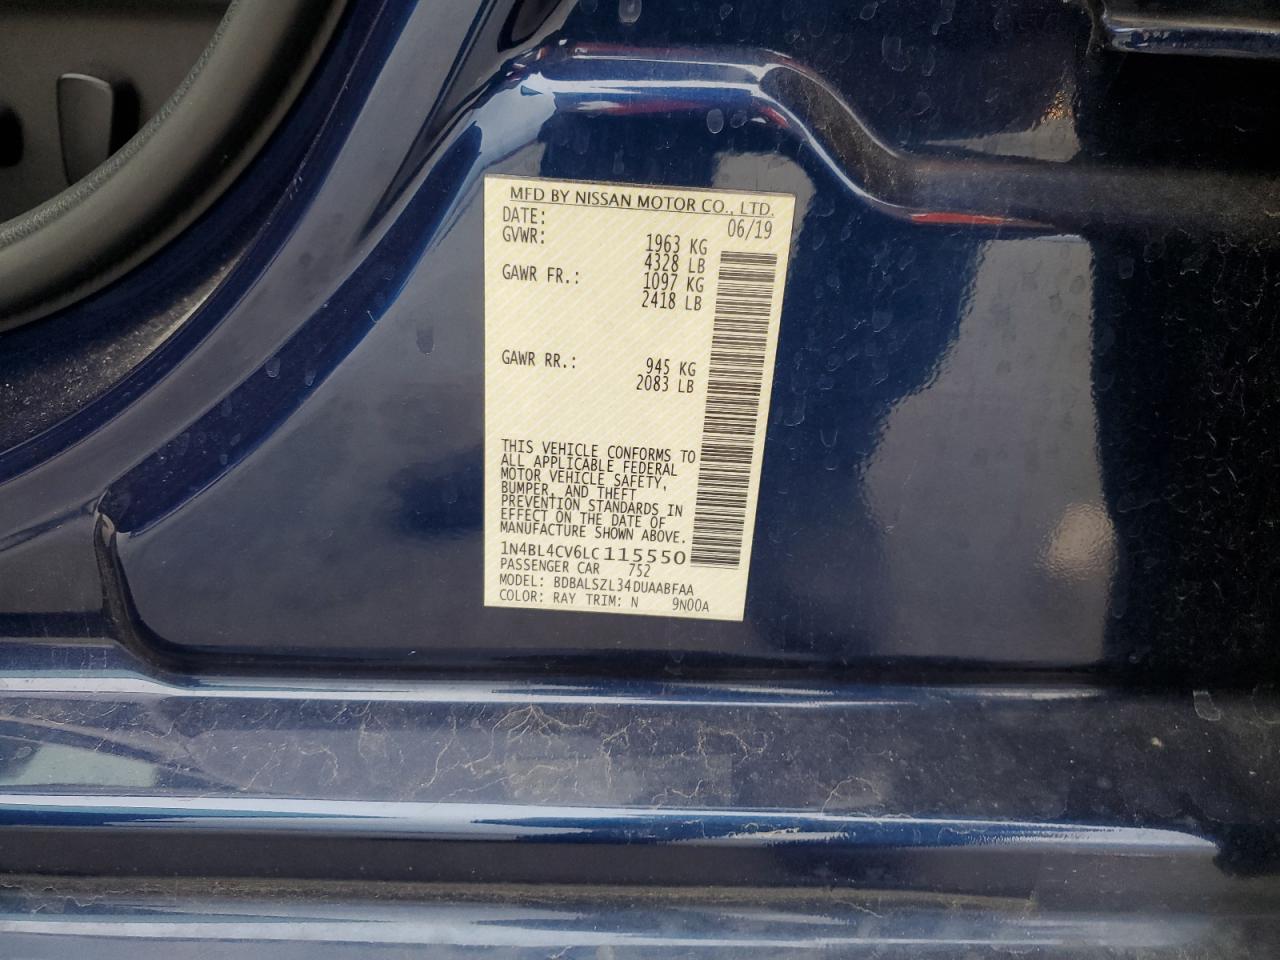 MFD BY NISSAN MOTOR CO., LTD.
DATE: 06/19
GVWR: 1963 KG
4328 LB
GAWR FR.: 1097 KG
2418 LB
GAWR RR.: 945 KG
2083 LB
THIS VEHICLE CONFORMS TO
ALL APPLICABLE FEDERAL
MOTOR VEHICLE SAFETY,
BUMPER, AND THEFT
PREVENTION STANDARDS IN
EFFECT ON THE DATE OF
MANUFACTURE SHOWN ABOVE.
1N4BL4CV6LC115550
PASSENGER CAR 752
MODEL: BDBALSZL34DUAABFAA
COLOR: RAY TRIM: N 9N00A